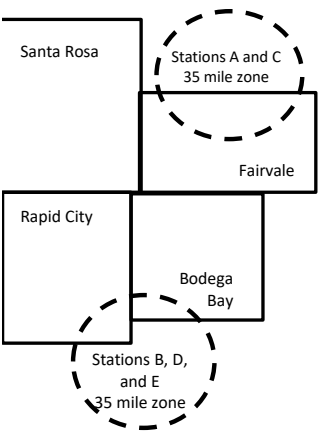 Santa Rosa
Stations A and C
35 mile zone
Fairvale
Rapid City
Bodega
Bay
Stations B, D,
and E
35 mile zone